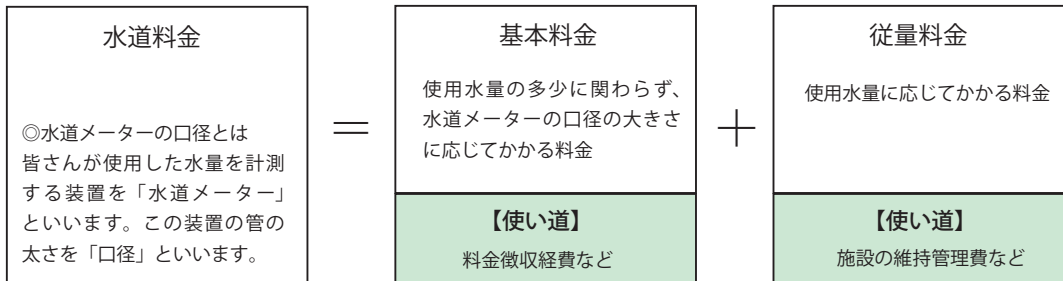 水道料金
◎水道メーターの口径とは
皆さんが使用した水量を計測
する装置を「水道メーター」
といいます。この装置の管の
太さを「口径」といいます。
＝
基本料金
使用水量の多少に関わらず、
水道メーターの口径の大きさ
に応じてかかる料金
【使い道】
料金徴収経費など
＋
従量料金
使用水量に応じてかかる料金
【使い道】
施設の維持管理費など